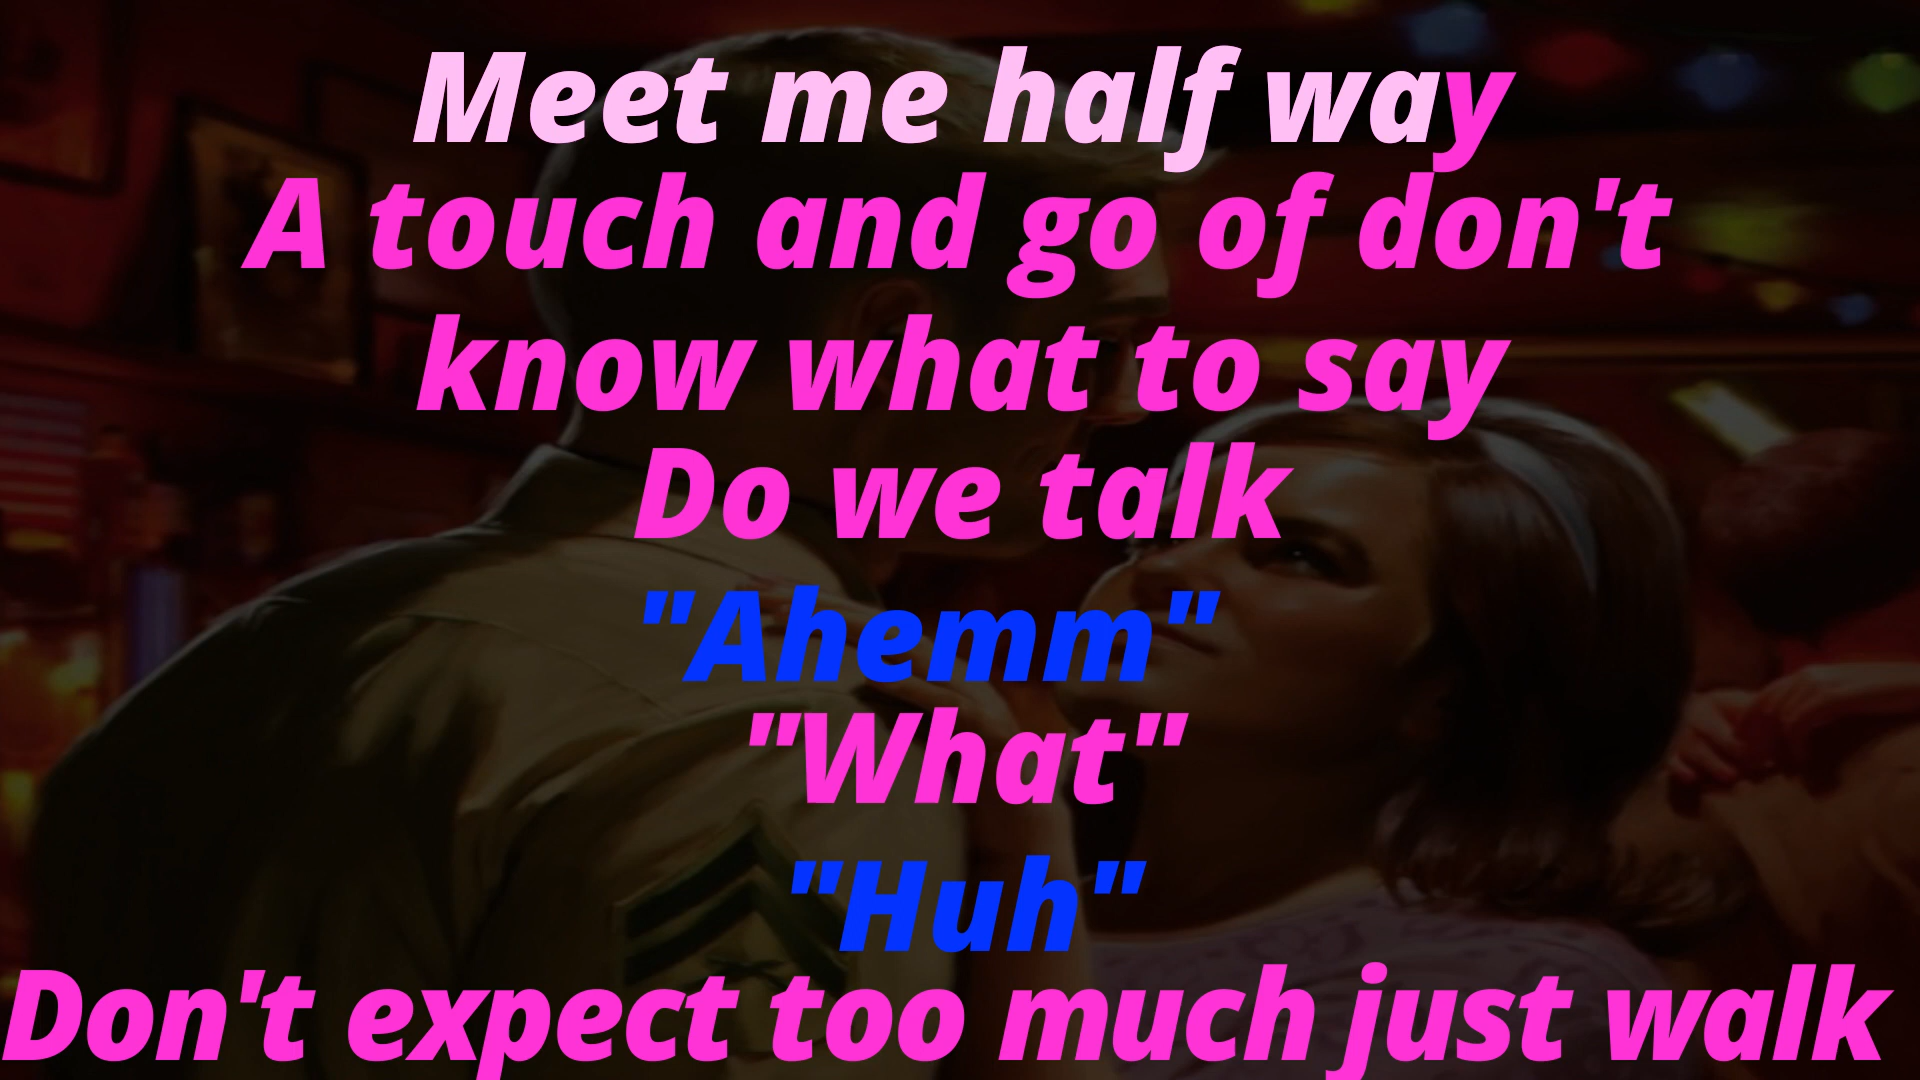 Meet me half way
A touch and go of don't
know what to say
Do we talk
"Ahemm"
"What"
"Huh"
Don't expect too much just walk